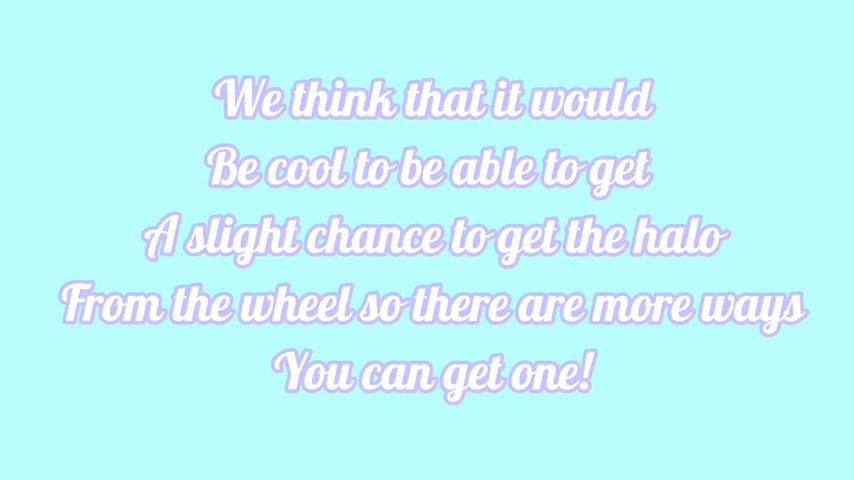 We think that it would
Be cool to be able to get
A slight chance to get the halo
From the wheel so there are more ways
You can get one!